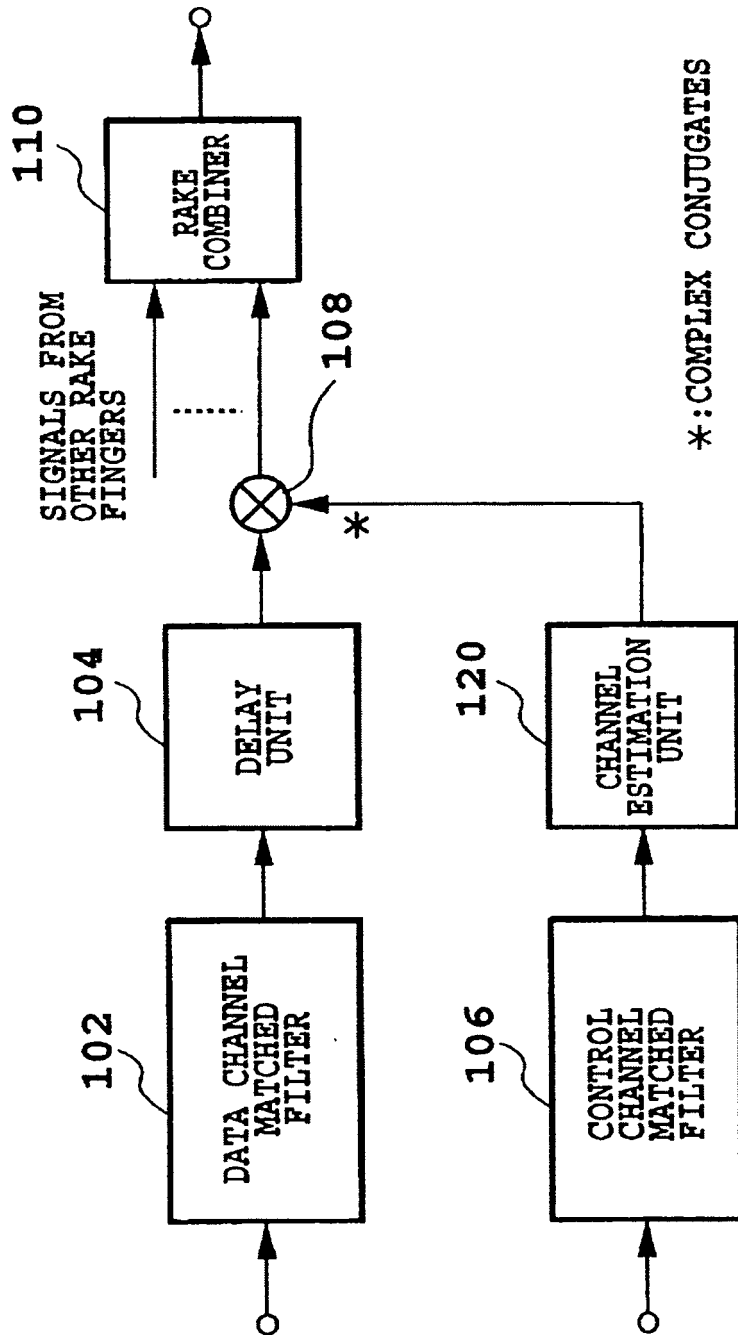 102
DATA CHANNEL
MATCHED
FILTER
104
DELAY
UNIT
SIGNALS FROM
OTHER RAKE
FINGERS
108
*
110
RAKE
COMBINER
106
CONTROL
CHANNEL
MATCHED
FILTER
120
CHANNEL
ESTIMATION
UNIT
*:COMPLEX CONJUGATES